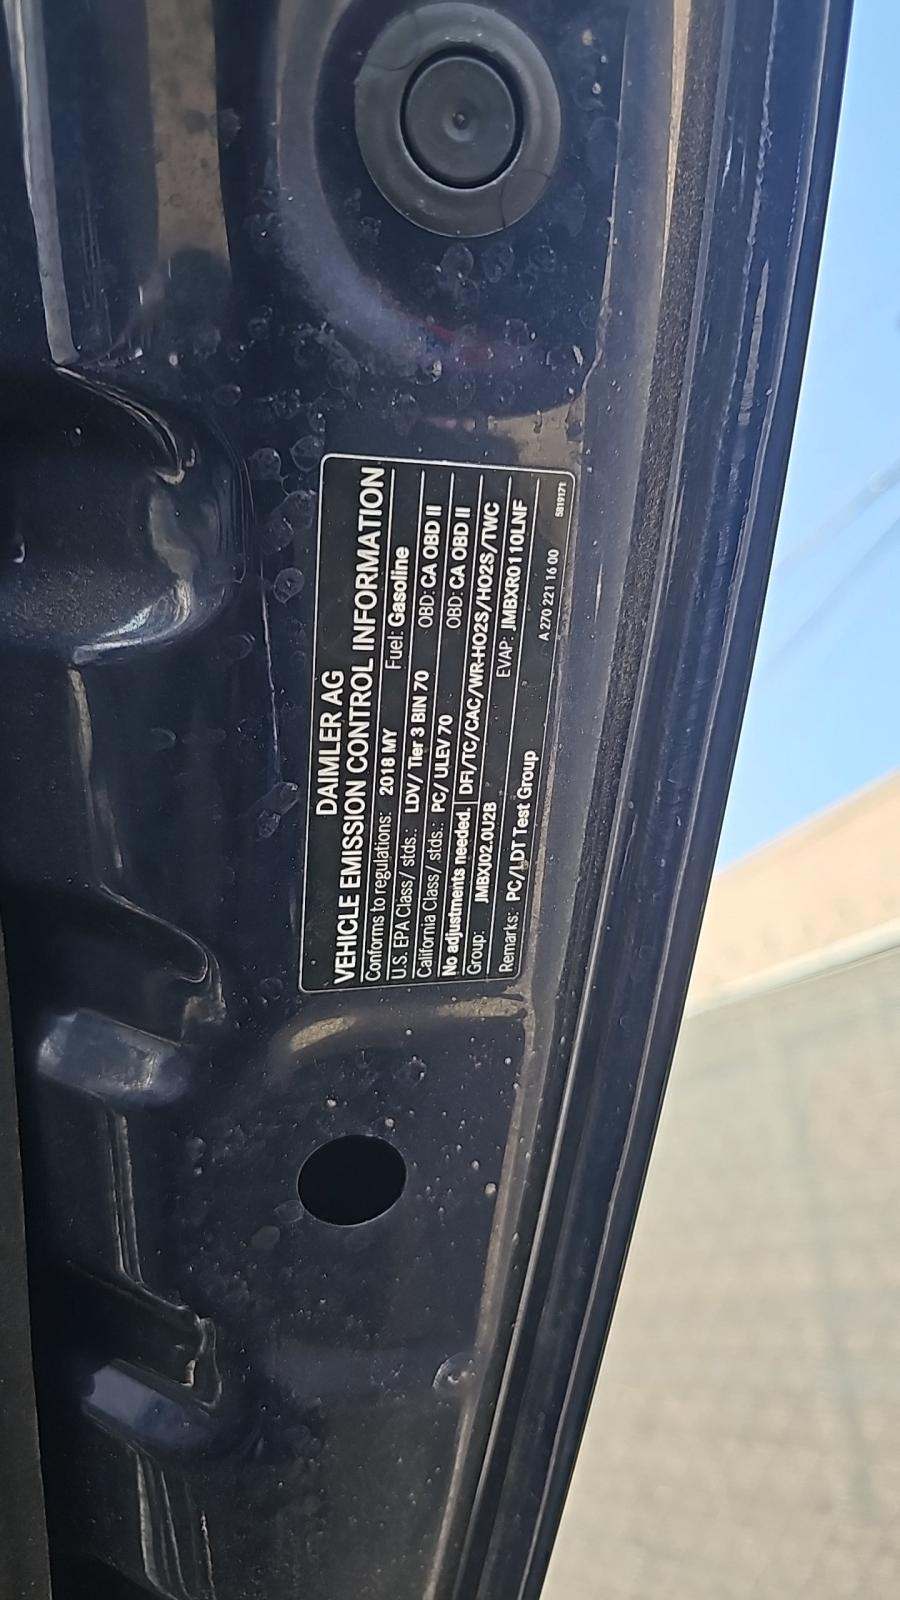 DAIMLER AG
VEHICLE EMISSION CONTROL INFORMATION
Conforms to regulations: 2018 MY Fuel: Gasoline
U.S. EPA Class/ stds.: LDV/ Tier 3 BIN 70 OBD: CA OBD II
California Class/ stds.: PC/ ULEV 70 OBD: CA OBD II
No adjustments needed. DFI/TC/CAC/WR-HO2S/HO2S/TWC
Group: JMBXJ02.0U2B EVAP: JMBXR0110LNF
Remarks: PC/LDT Test Group
A 270 221 16 00
5819171